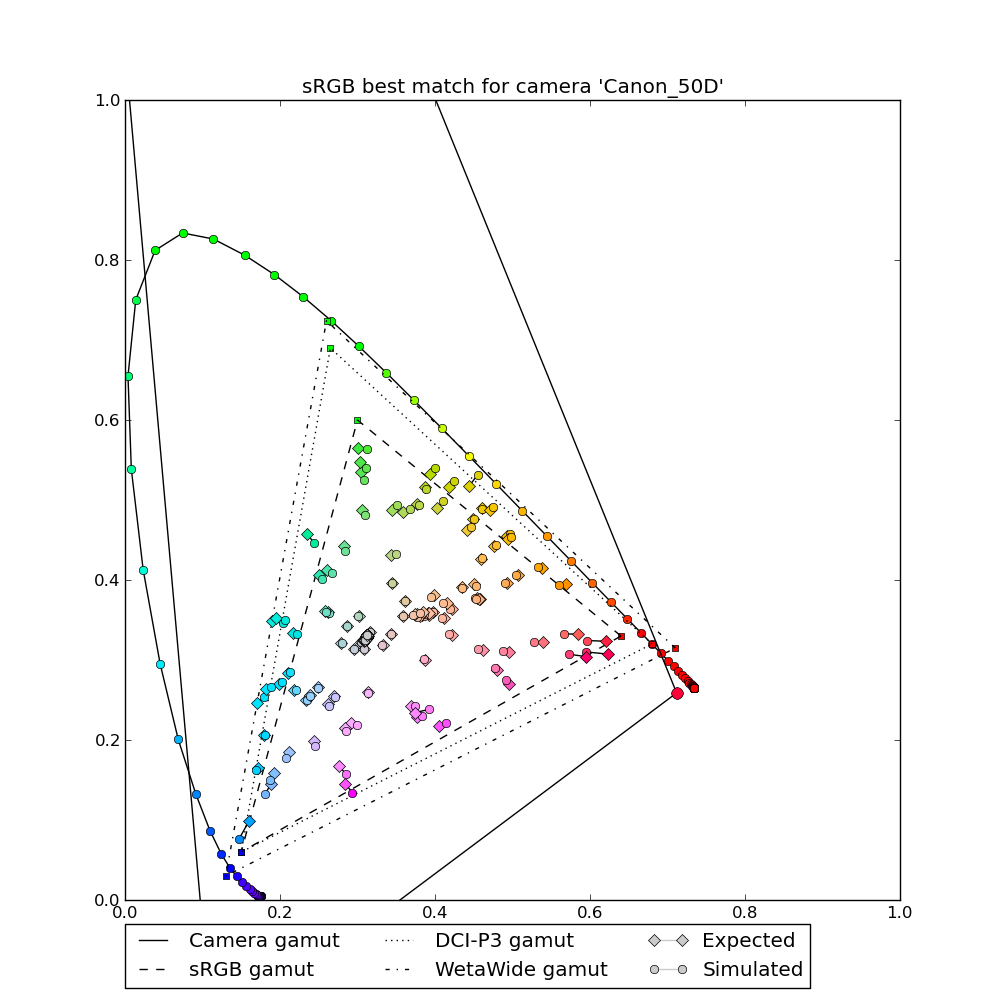 sRGB best match for camera 'Canon_50D'
1.0
0.8
0.6
0.4
0.2
0.0
0.0 0.2 0.4 0.6 0.8 1.0
Camera gamut DCI-P3 gamut Expected
sRGB gamut WetaWide gamut Simulated